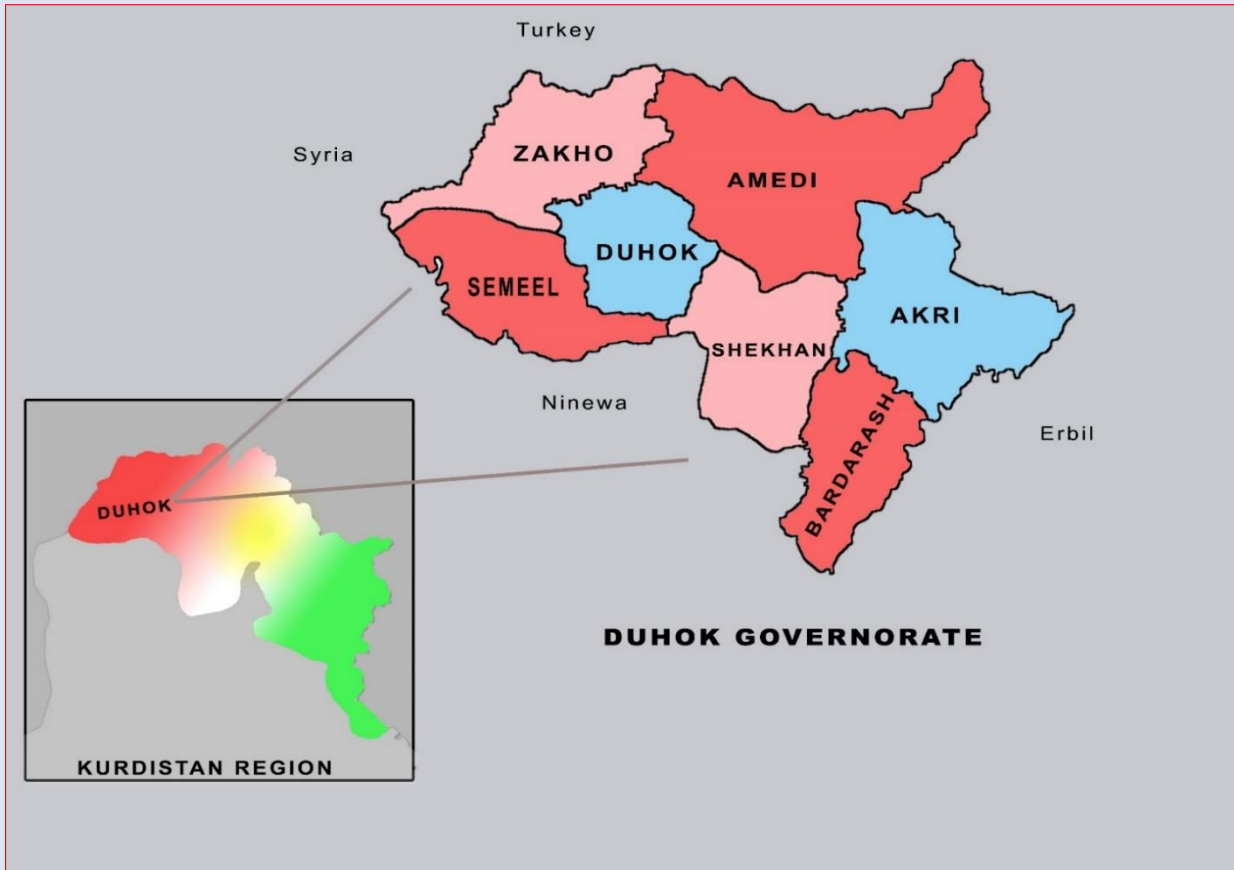 Turkey
Syria
ZAKHO
AMEDI
DUHOK
SEMEEL
AKRI
SHEKHAN
Ninewa
BARDARASH
Erbil
DUHOK
DUHOK GOVERNORATE
KURDISTAN REGION